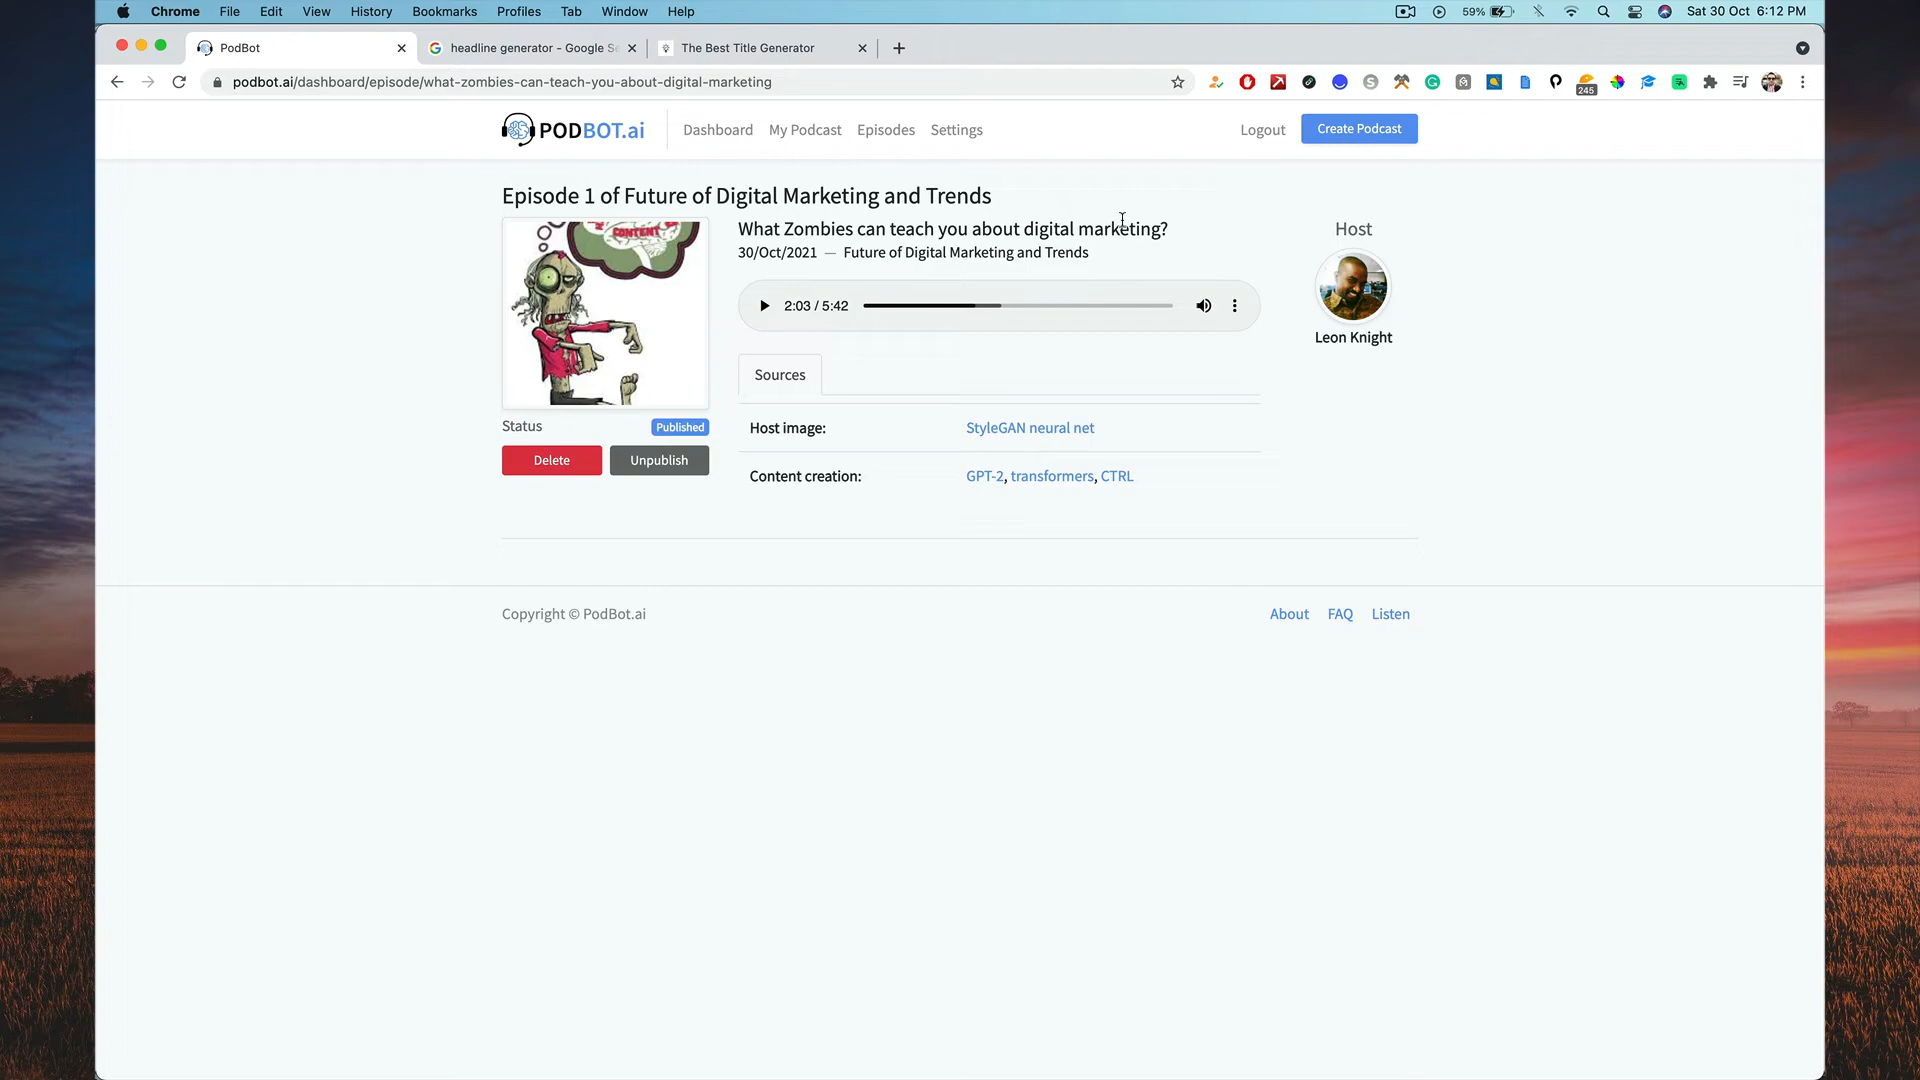 Chrome File Edit View History Bookmarks Profiles Tab Window Help
59% Sat 30 Oct 6:12 PM
PodBot
headline generator - Google Se
The Best Title Generator
podbot.ai/dashboard/episode/what-zombies-can-teach-you-about-digital-marketing
245
PODBOT.ai Dashboard My Podcast Episodes Settings Logout Create Podcast
Episode 1 of Future of Digital Marketing and Trends
CONTENT
What Zombies can teach you about digital marketing?
30/Oct/2021 — Future of Digital Marketing and Trends
2:03 / 5:42
Host
Leon Knight
Status Published
Delete Unpublish
Sources
Host image: StyleGAN neural net
Content creation: GPT-2, transformers, CTRL
Copyright © PodBot.ai
About FAQ Listen